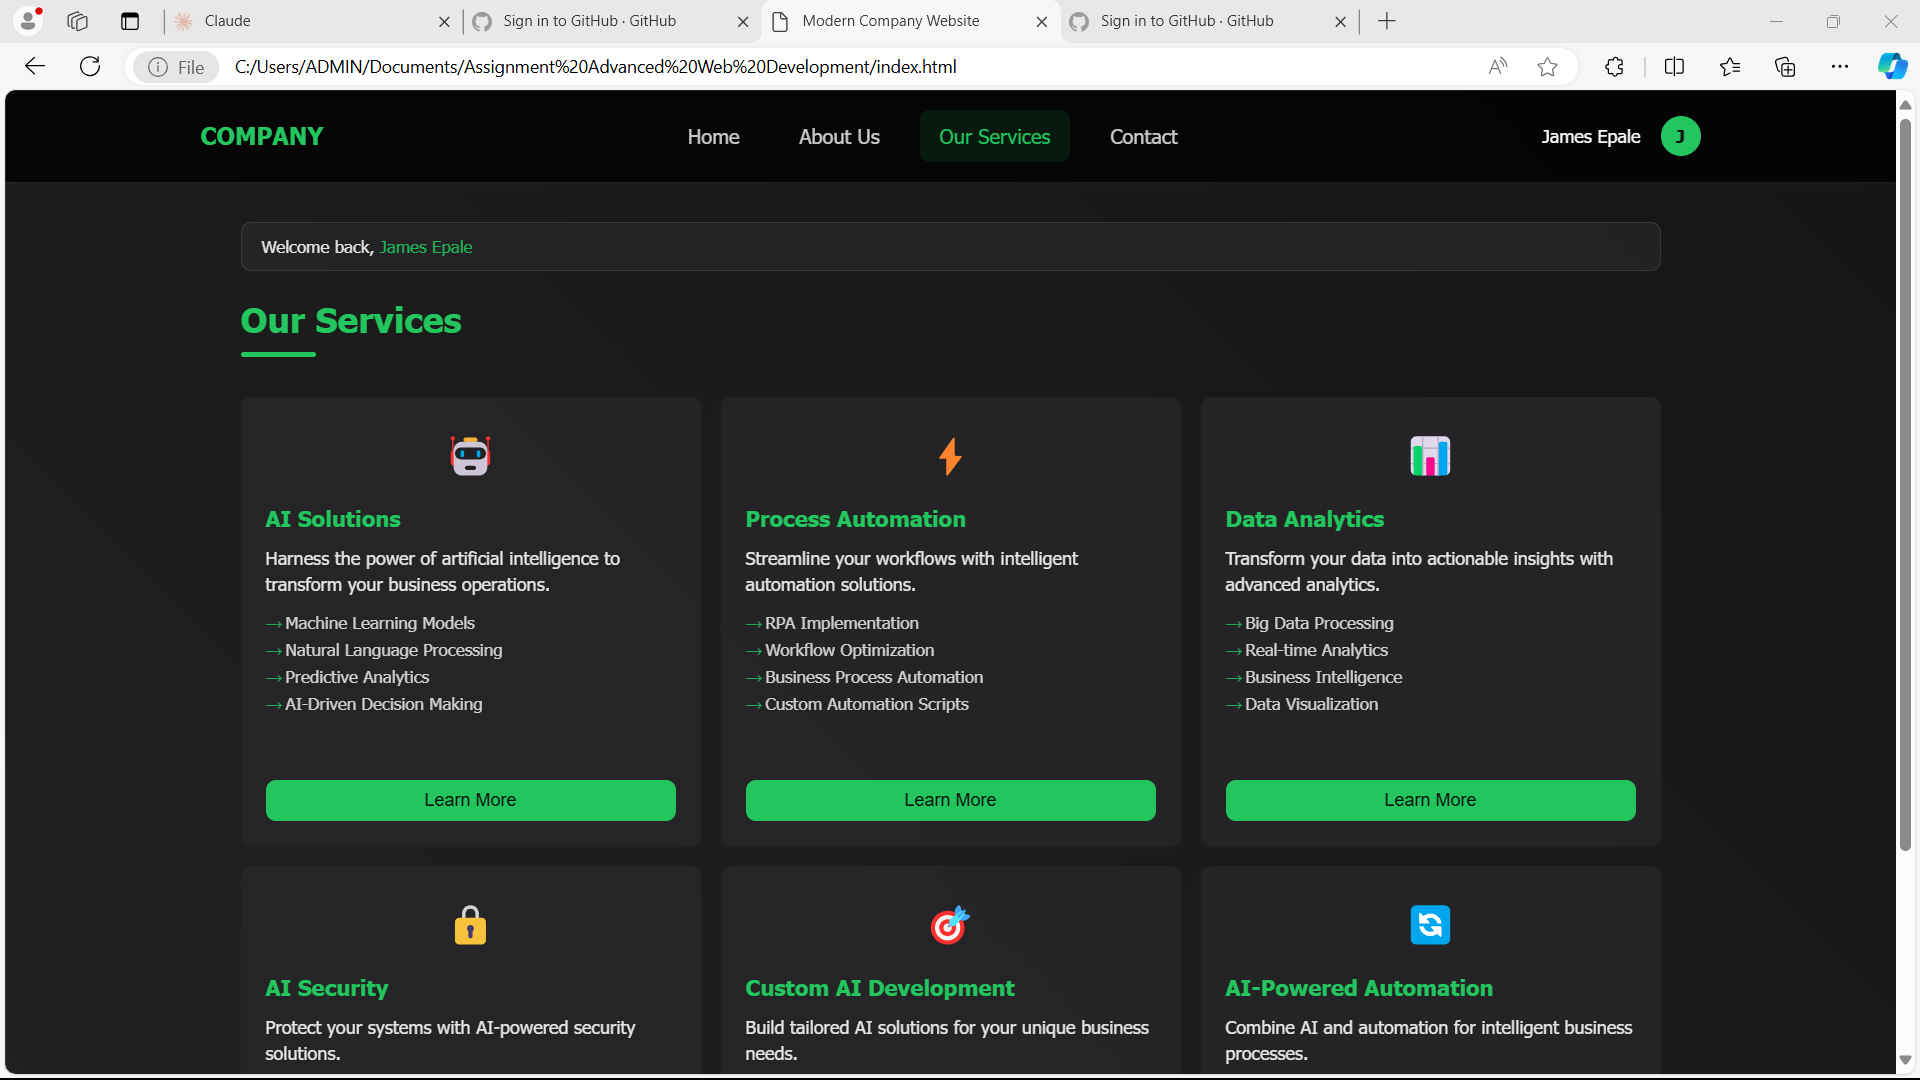 Claude
Sign in to GitHub · GitHub
Modern Company Website
Sign in to GitHub · GitHub
File
C:/Users/ADMIN/Documents/Assignment%20Advanced%20Web%20Development/index.html
COMPANY
Home
About Us
Our Services
Contact
James Epale
J
Welcome back, James Epale
Our Services
AI Solutions
Harness the power of artificial intelligence to
transform your business operations.
→Machine Learning Models
→Natural Language Processing
→Predictive Analytics
→AI-Driven Decision Making
Learn More
Process Automation
Streamline your workflows with intelligent
automation solutions.
→RPA Implementation
→Workflow Optimization
→Business Process Automation
→Custom Automation Scripts
Learn More
Data Analytics
Transform your data into actionable insights with
advanced analytics.
→Big Data Processing
→Real-time Analytics
→Business Intelligence
→Data Visualization
Learn More
AI Security
Protect your systems with AI-powered security
solutions.
Custom AI Development
Build tailored AI solutions for your unique business
needs.
AI-Powered Automation
Combine AI and automation for intelligent business
processes.